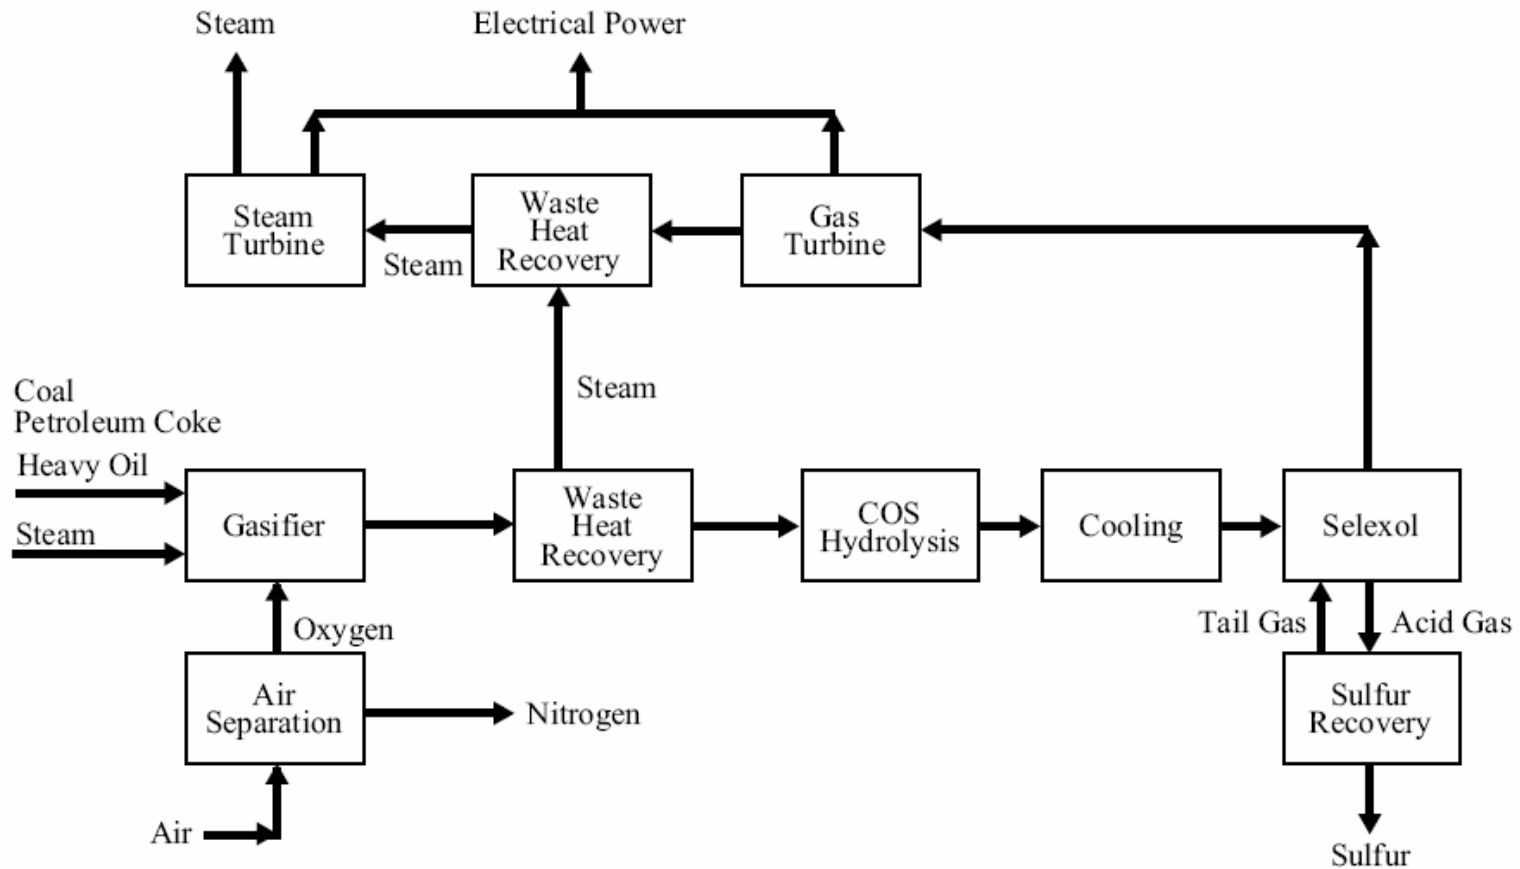 Steam
Electrical Power
Steam
Turbine
Waste
Heat
Recovery
Gas
Turbine
Steam
Steam
Coal
Petroleum Coke
Heavy Oil
Steam
Gasifier
Waste
Heat
Recovery
COS
Hydrolysis
Cooling
Selexol
Oxygen
Tail Gas
Acid Gas
Air
Separation
Nitrogen
Sulfur
Recovery
Air
Sulfur